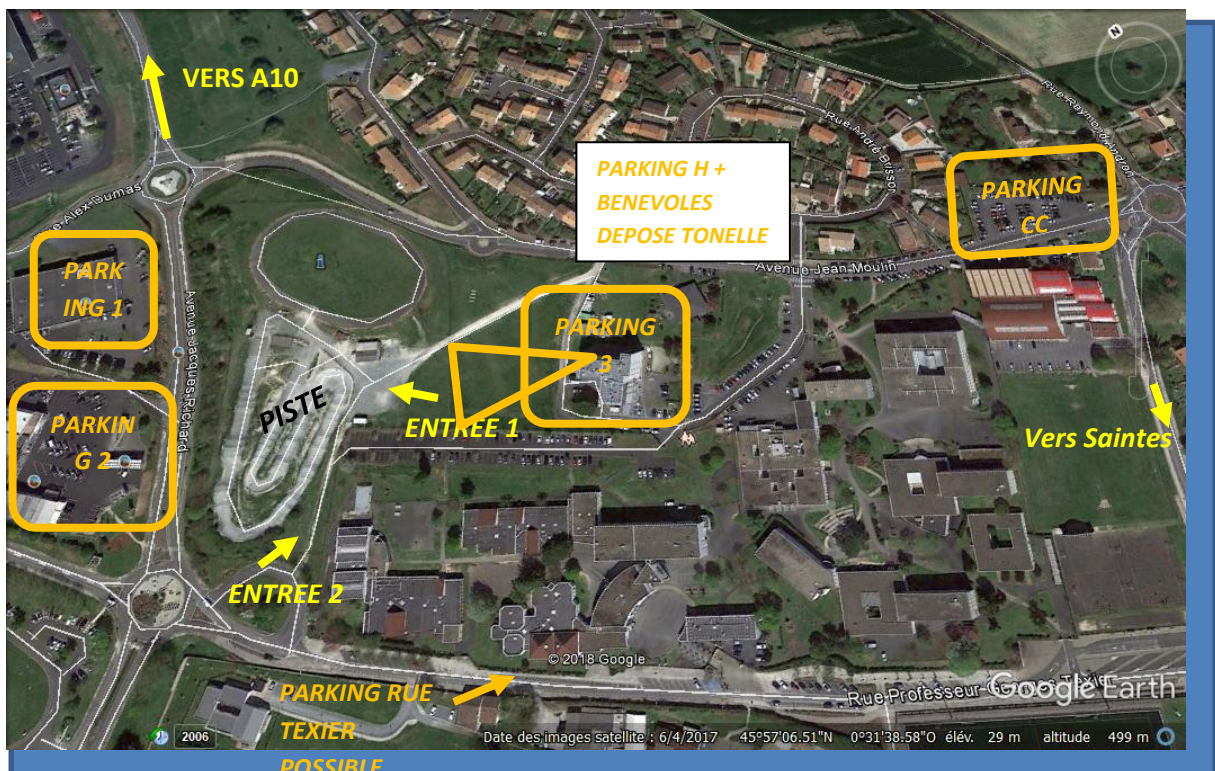 VERS A10
N
Rue André Brisson
PARKING H +
BENEVOLES
DEPOSE TONELLE
PARKING
CC
Alex Dumas
PARK
ING 1
Avenue Jean Moulin
Avenue Jacques Richard
PARKING
3
PISTE
ENTREE 1
PARKIN
G 2
Vers Saintes
ENTREE 2
© 2018 Google
Rue Professeur Georges Texier
Google Earth
PARKING RUE
TEXIER
POSSIBLE
2006
Date des images satellite : 6/4/2017 45°57'06.51"N 0°31'38.58"O élév. 29 m altitude 499 m